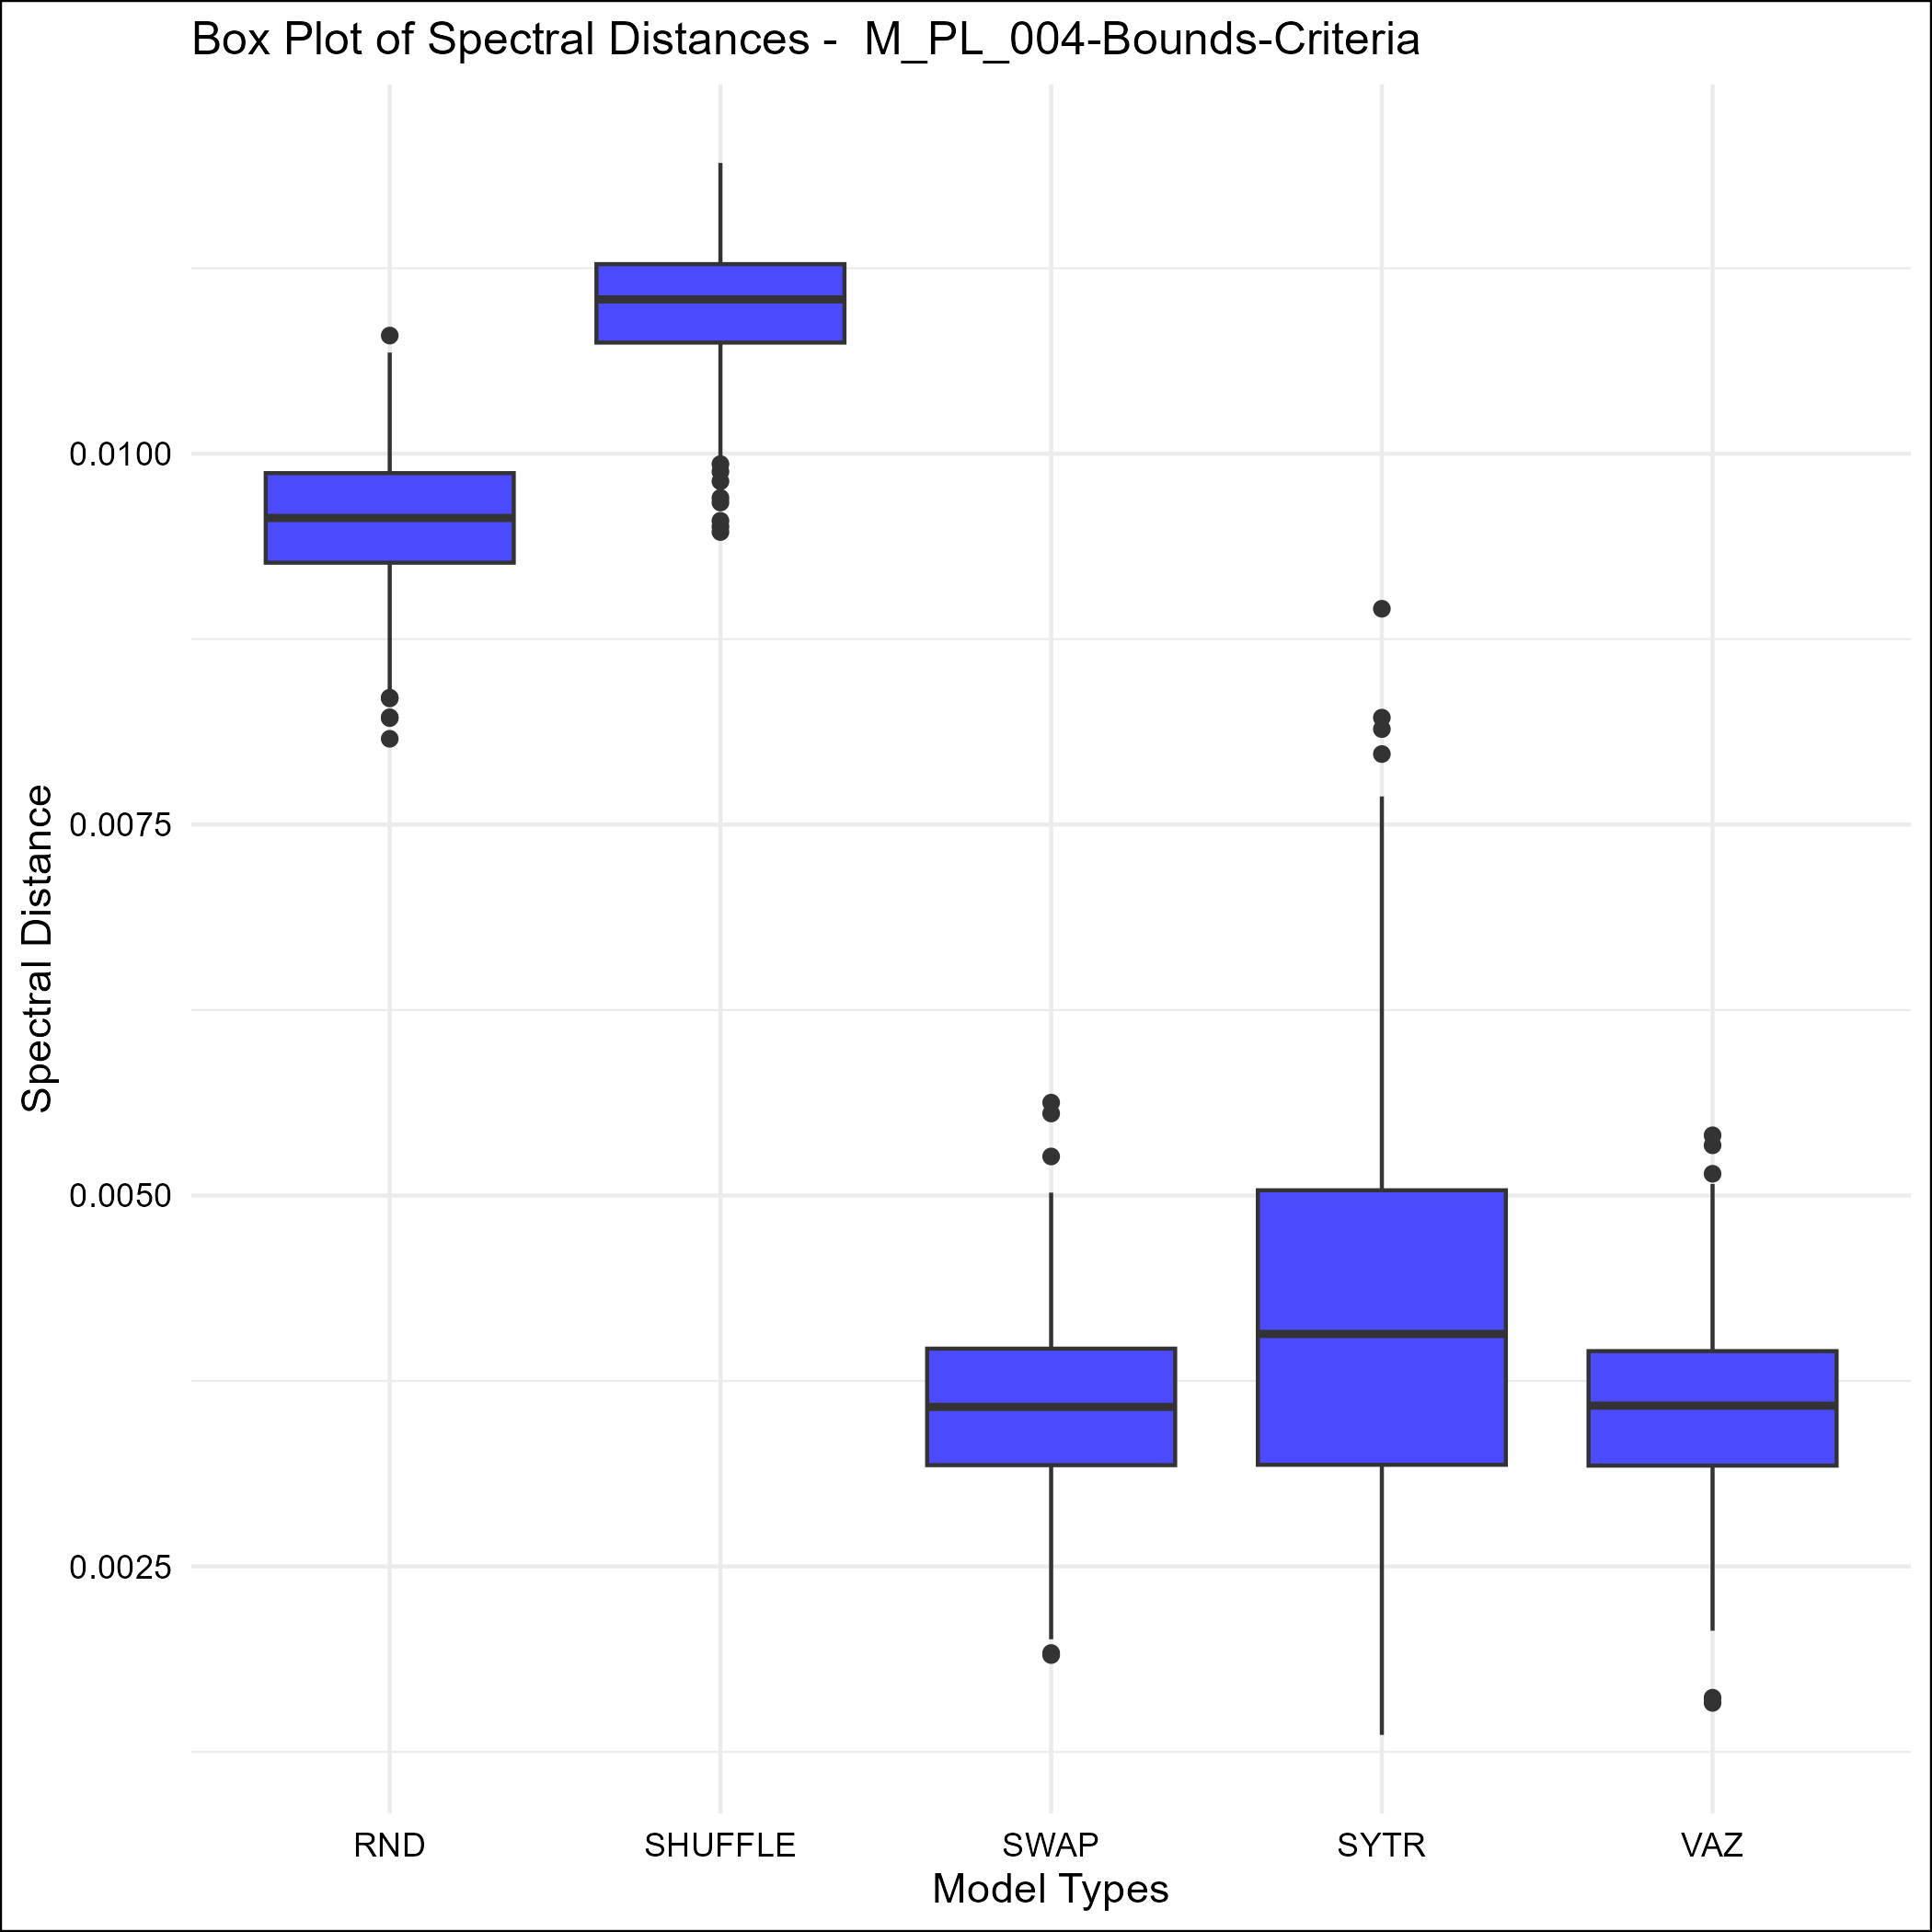 Box Plot of Spectral Distances -  M_PL_004-Bounds-Criteria
Spectral Distance
0.0100
0.0075
0.0050
0.0025
RND SHUFFLE SWAP SYTR VAZ
Model Types